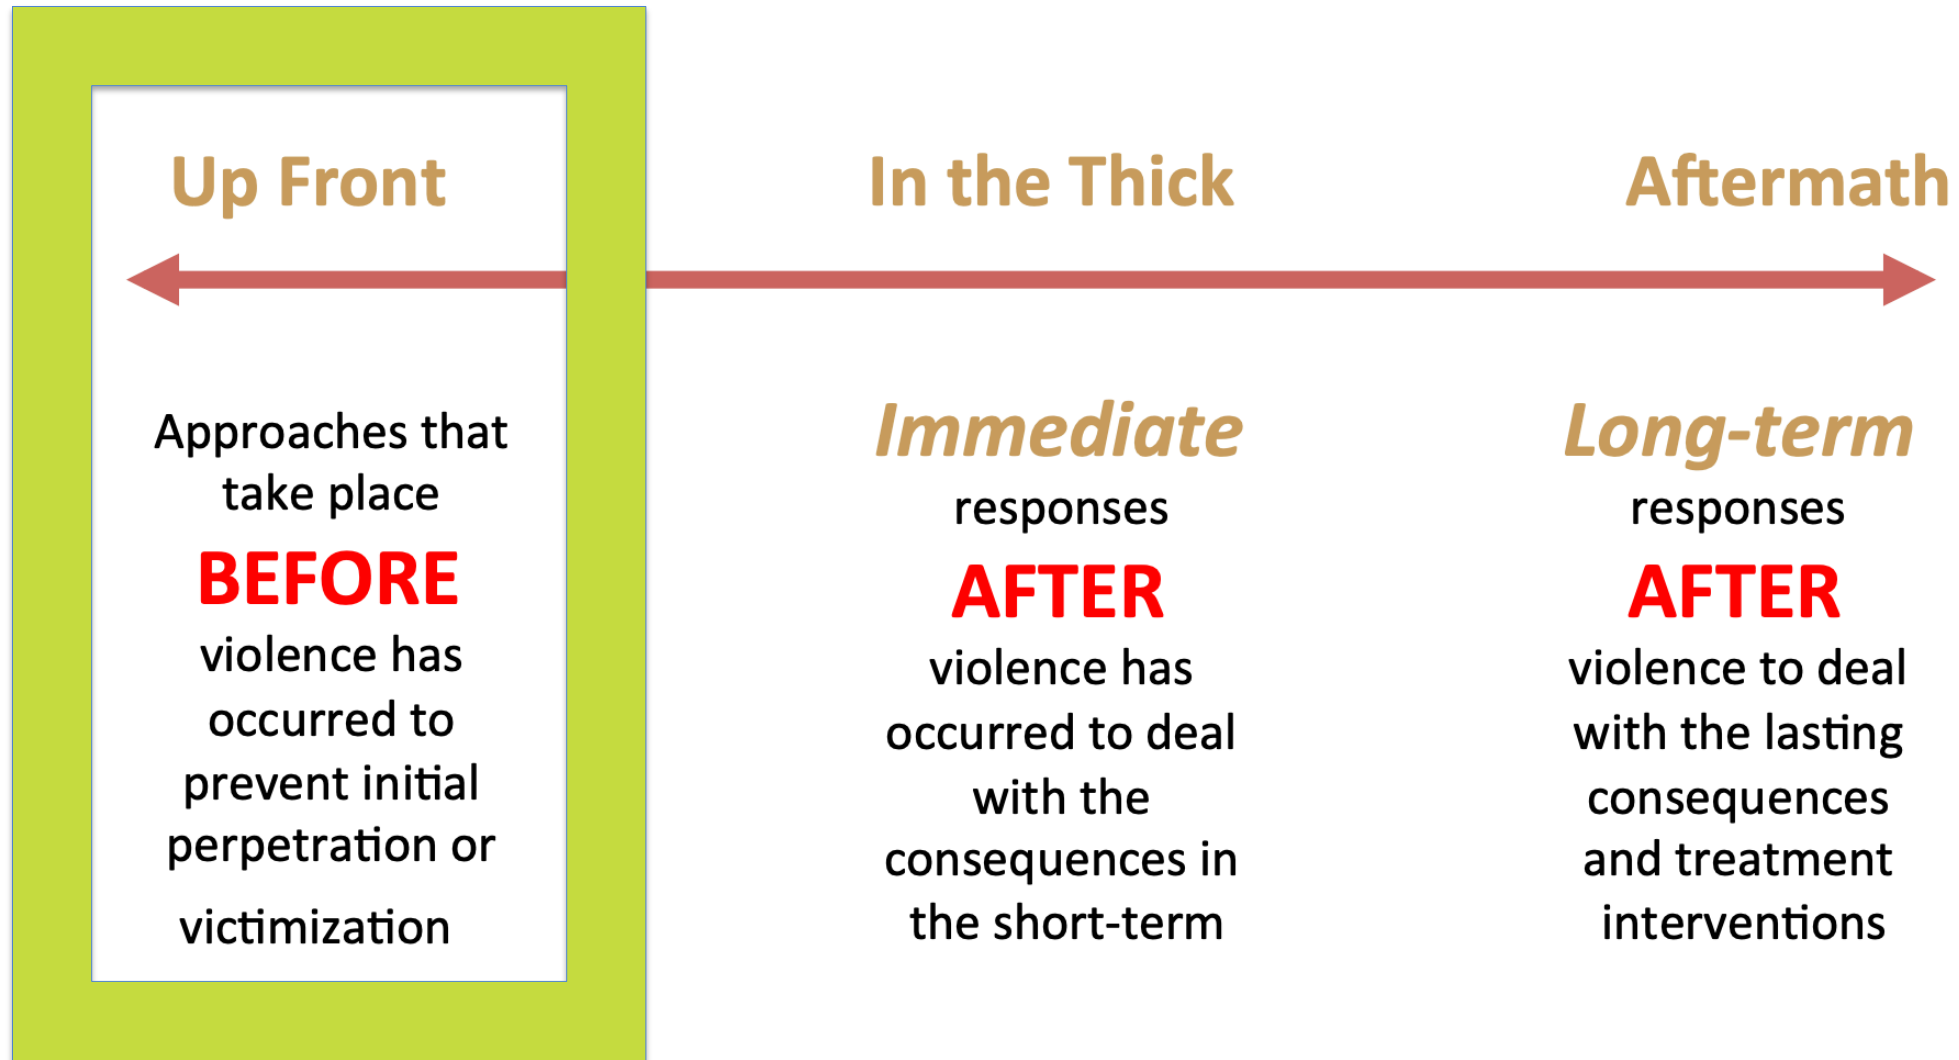 Up Front
In the Thick
Aftermath
Approaches that
take place
BEFORE
violence has
occurred to
prevent initial
perpetration or
victimization
Immediate
responses
AFTER
violence has
occurred to deal
with the
consequences in
the short-term
Long-term
responses
AFTER
violence to deal
with the lasting
consequences
and treatment
interventions